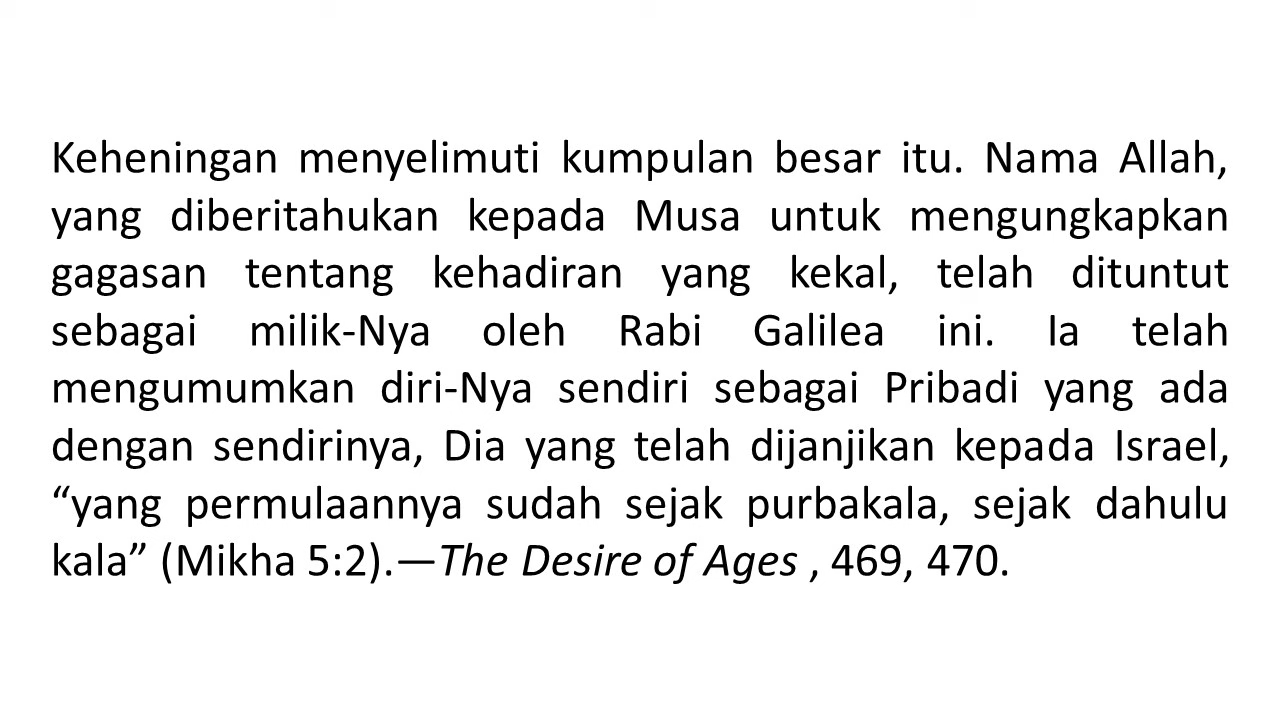 Keheningan menyelimuti kumpulan besar itu. Nama Allah,
yang diberitahukan kepada Musa untuk mengungkapkan
gagasan tentang kehadiran yang kekal, telah dituntut
sebagai milik-Nya oleh Rabi Galilea ini. Ia telah
mengumumkan diri-Nya sendiri sebagai Pribadi yang ada
dengan sendirinya, Dia yang telah dijanjikan kepada Israel,
“yang permulaannya sudah sejak purbakala, sejak dahulu
kala” (Mikha 5:2).—The Desire of Ages , 469, 470.